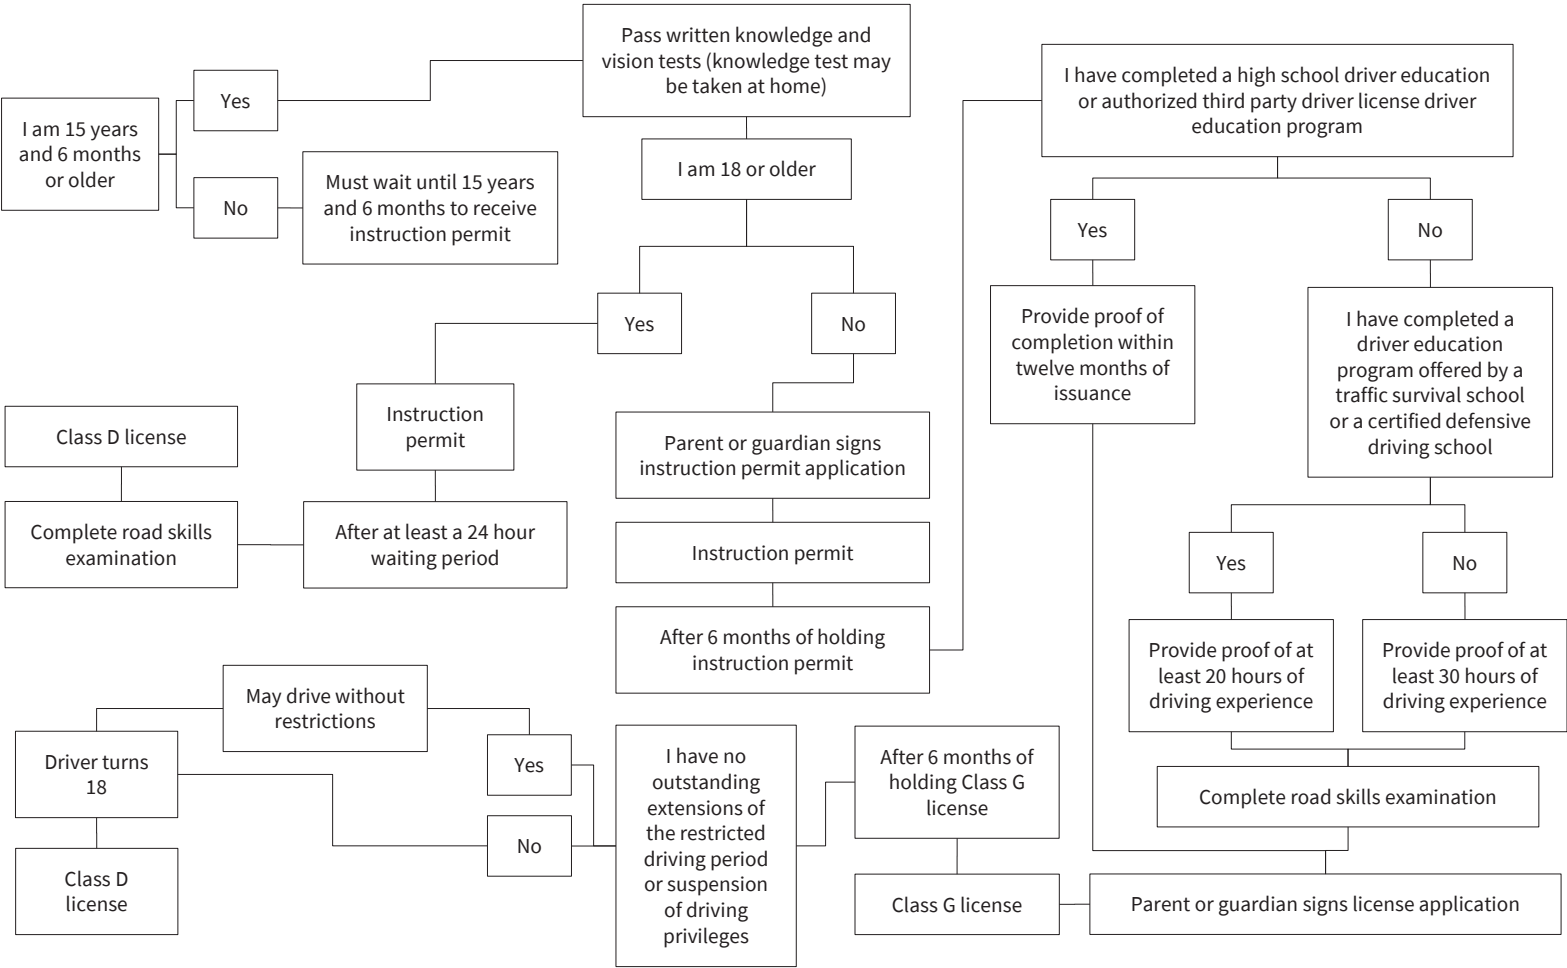 I am 15 years
and 6 months
or older
Yes
No
Must wait until 15 years
and 6 months to receive
instruction permit
Pass written knowledge and
vision tests (knowledge test may
be taken at home)
I am 18 or older
Yes
No
Instruction
permit
After at least a 24 hour
waiting period
Complete road skills
examination
Class D license
Parent or guardian signs
instruction permit application
Instruction permit
After 6 months of holding
instruction permit
I have completed a high school driver education
or authorized third party driver license driver
education program
Yes
No
Provide proof of
completion within
twelve months of
issuance
I have completed a
driver education
program offered by a
traffic survival school
or a certified defensive
driving school
Yes
No
Provide proof of at
least 20 hours of
driving experience
Provide proof of at
least 30 hours of
driving experience
Complete road skills examination
Parent or guardian signs license application
Class G license
After 6 months of
holding Class G
license
I have no
outstanding
extensions of
the restricted
driving period
or suspension
of driving
privileges
Yes
No
May drive without
restrictions
Driver turns
18
Class D
license